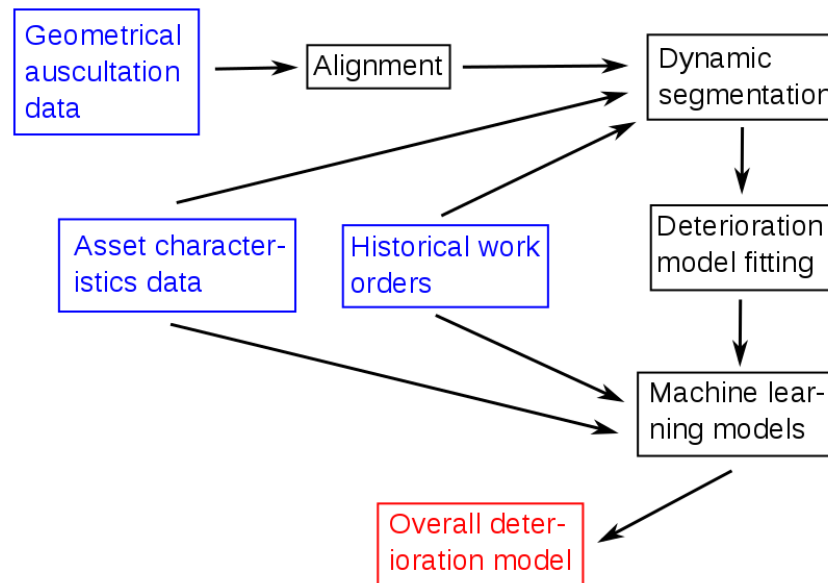 Geometrical
auscultation
data
Alignment
Dynamic
segmentation
Asset character-
istics data
Historical work
orders
Deterioration
model fitting
Machine lear-
ning models
Overall deter-
ioration model